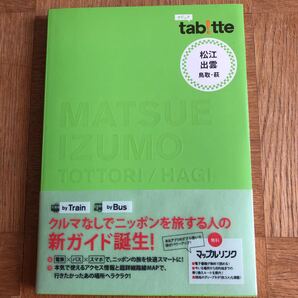 tab!tte
松江
出雲
鳥取・萩
MATSUE
IZUMO
TOTTORI / HAGI
by Train by Bus
クルマなしでニッポンを旅する人の
新ガイド誕生!
電車×バス×スマホで、ニッポンの旅を快適スマートに!
本気で使えるアクセス情報と超詳細路線MAPで、
行きたかったあの場所へラクラク!
無料
マップルリンク